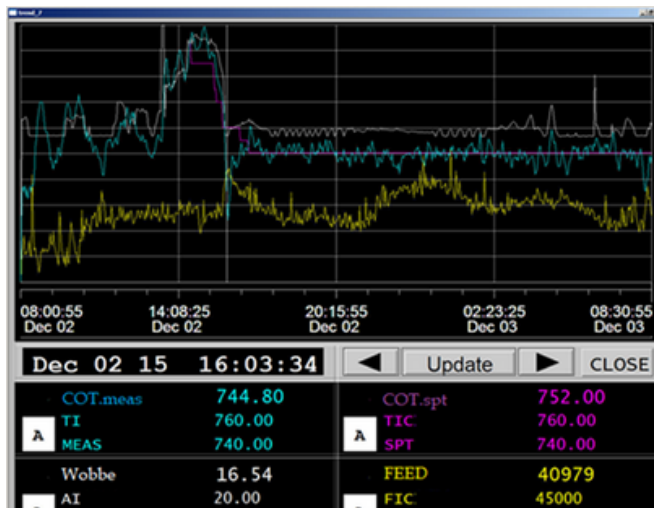 trend_7
08:00:55 14:08:25 20:15:55 02:23:25 08:30:55
Dec 02 Dec 02 Dec 02 Dec 03 Dec 03
Dec 02 15 16:03:34 Update CLOSE
COT.meas 744.80 COT.spt 752.00
TI 760.00 TIC 760.00
A MEAS 740.00 A SPT 740.00
Wobbe 16.54 FEED 40979
AI 20.00 FIC 45000